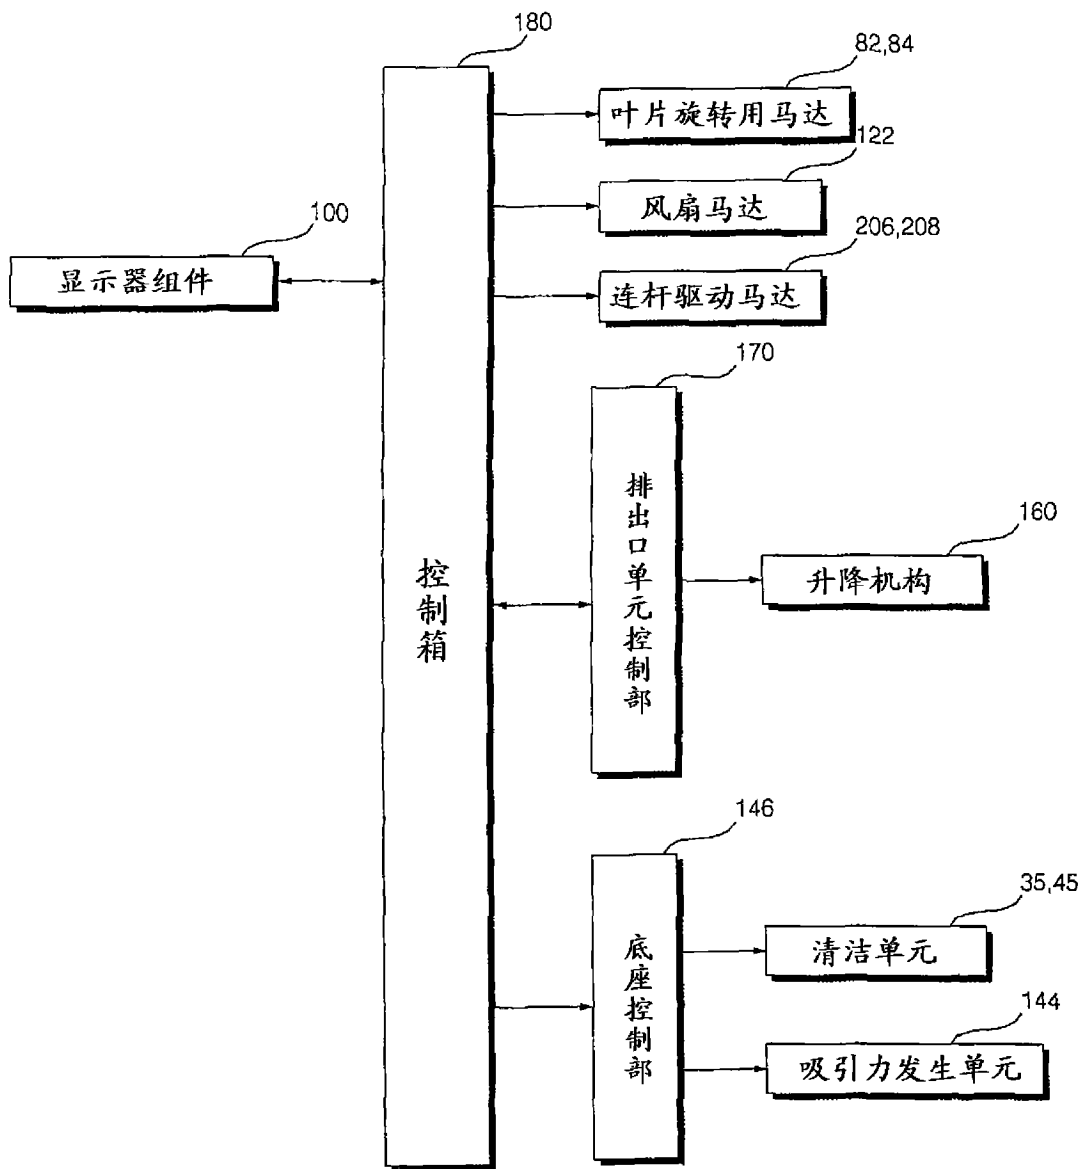 180
82,84
叶片旋转用马达
122
风扇马达
100
206,208
显示器组件
连杆驱动马达
170
排出口单元控制部
160
升降机构
控制箱
146
35,45
底座控制部
清洁单元
144
吸引力发生单元